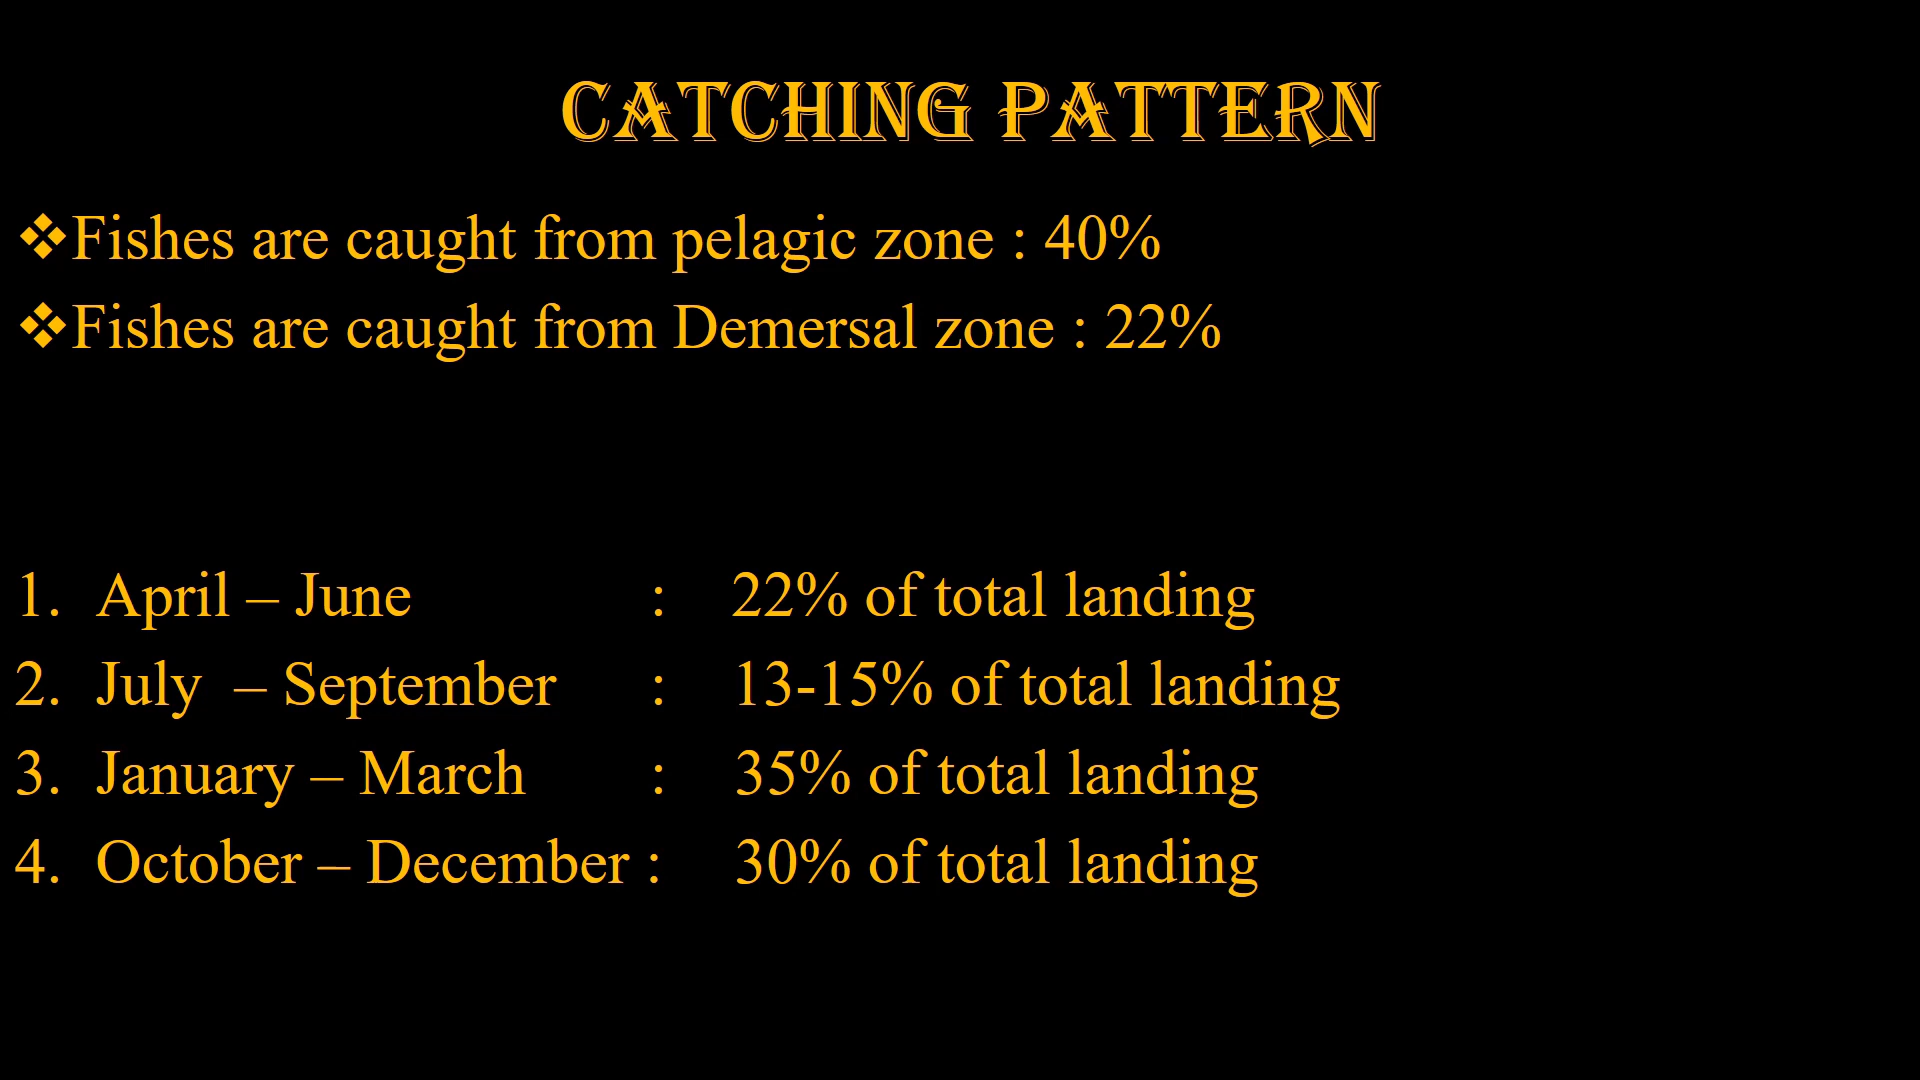 CATCHING PATTERN
❖Fishes are caught from pelagic zone : 40%
❖Fishes are caught from Demersal zone : 22%
1. April – June : 22% of total landing
2. July – September : 13-15% of total landing
3. January – March : 35% of total landing
4. October – December : 30% of total landing